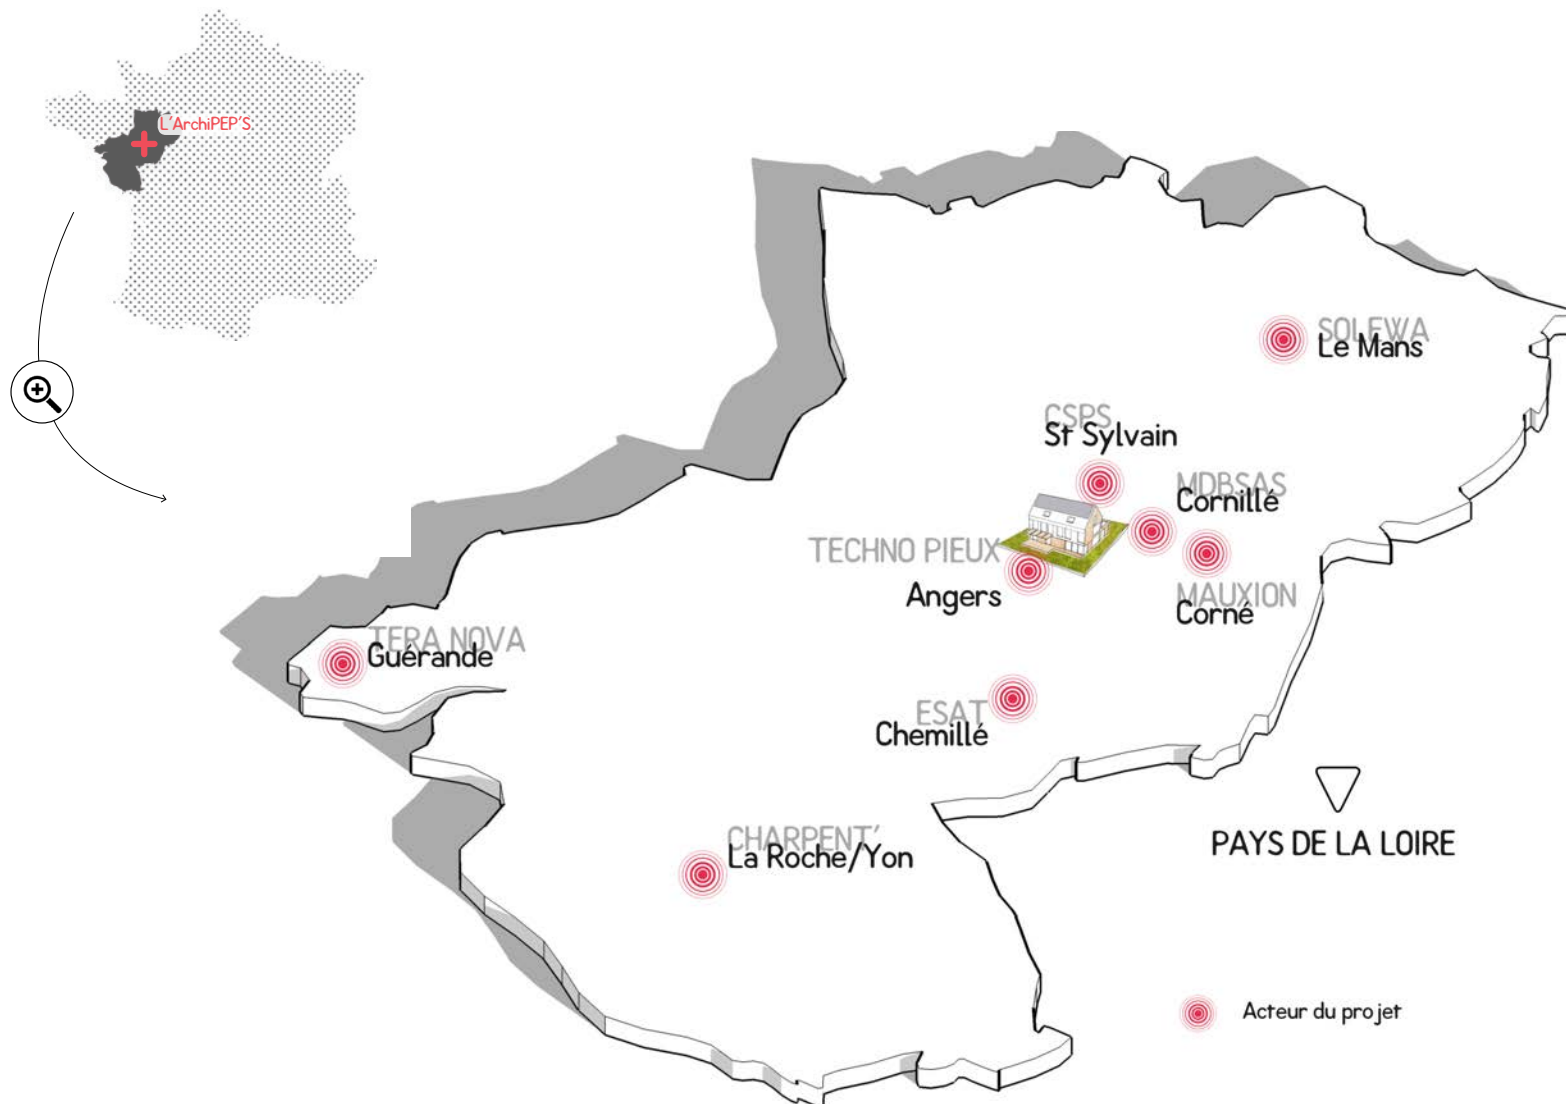 L'ArchiPEP'S
SOLEWA
Le Mans
CSPS
St Sylvain
MDBSAS
Cornillé
TECHNO PIEUX
Angers
MAUXION
Corné
TERA NOVA
Guérande
ESAT
Chemillé
CHARPENT'
La Roche/Yon
PAYS DE LA LOIRE
Acteur du projet